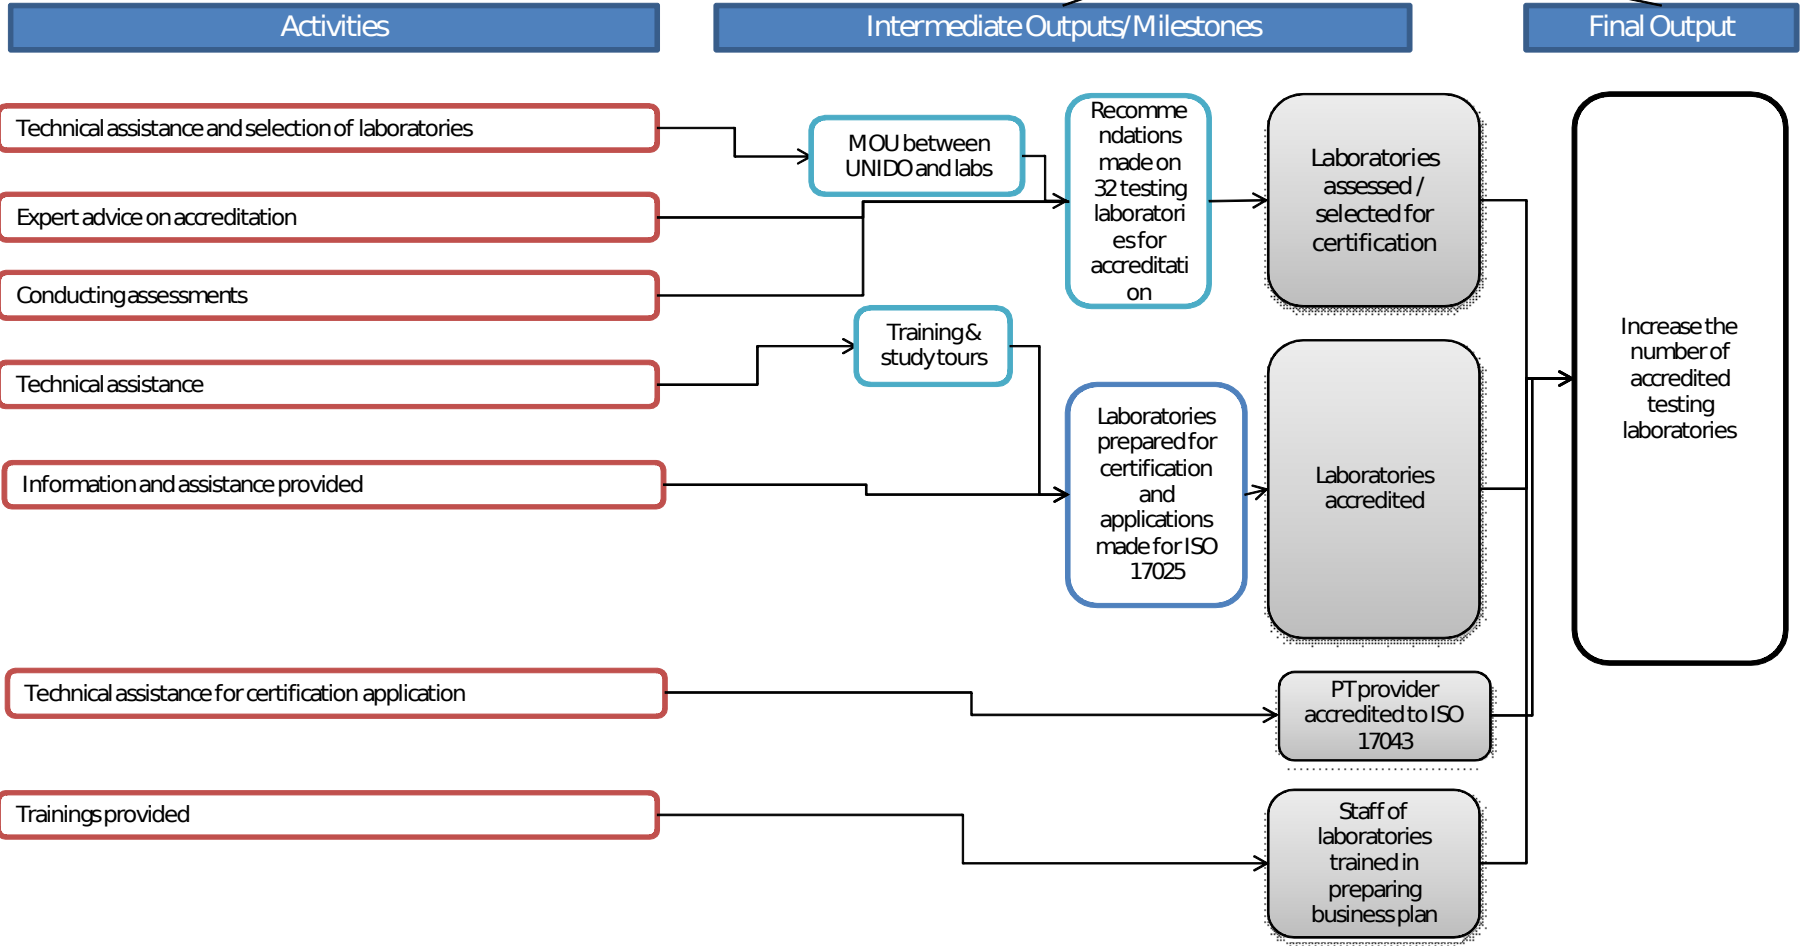 Activities
Intermediate Outputs/Milestones
Final Output
Technical assistance and selection of laboratories
MOU between
UNIDO and labs
Recomme
ndations
made on
32 testing
laboratori
es for
accreditati
on
Laboratories
assessed /
selected for
certification
Expert advice on accreditation
Conducting assessments
Training &
study tours
Technical assistance
Information and assistance provided
Laboratories
prepared for
certification
and
applications
made for ISO
17025
Laboratories
accredited
Increase the
number of
accredited
testing
laboratories
Technical assistance for certification application
PT provider
accredited to ISO
17043
Trainings provided
Staff of
laboratories
trained in
preparing
business plan